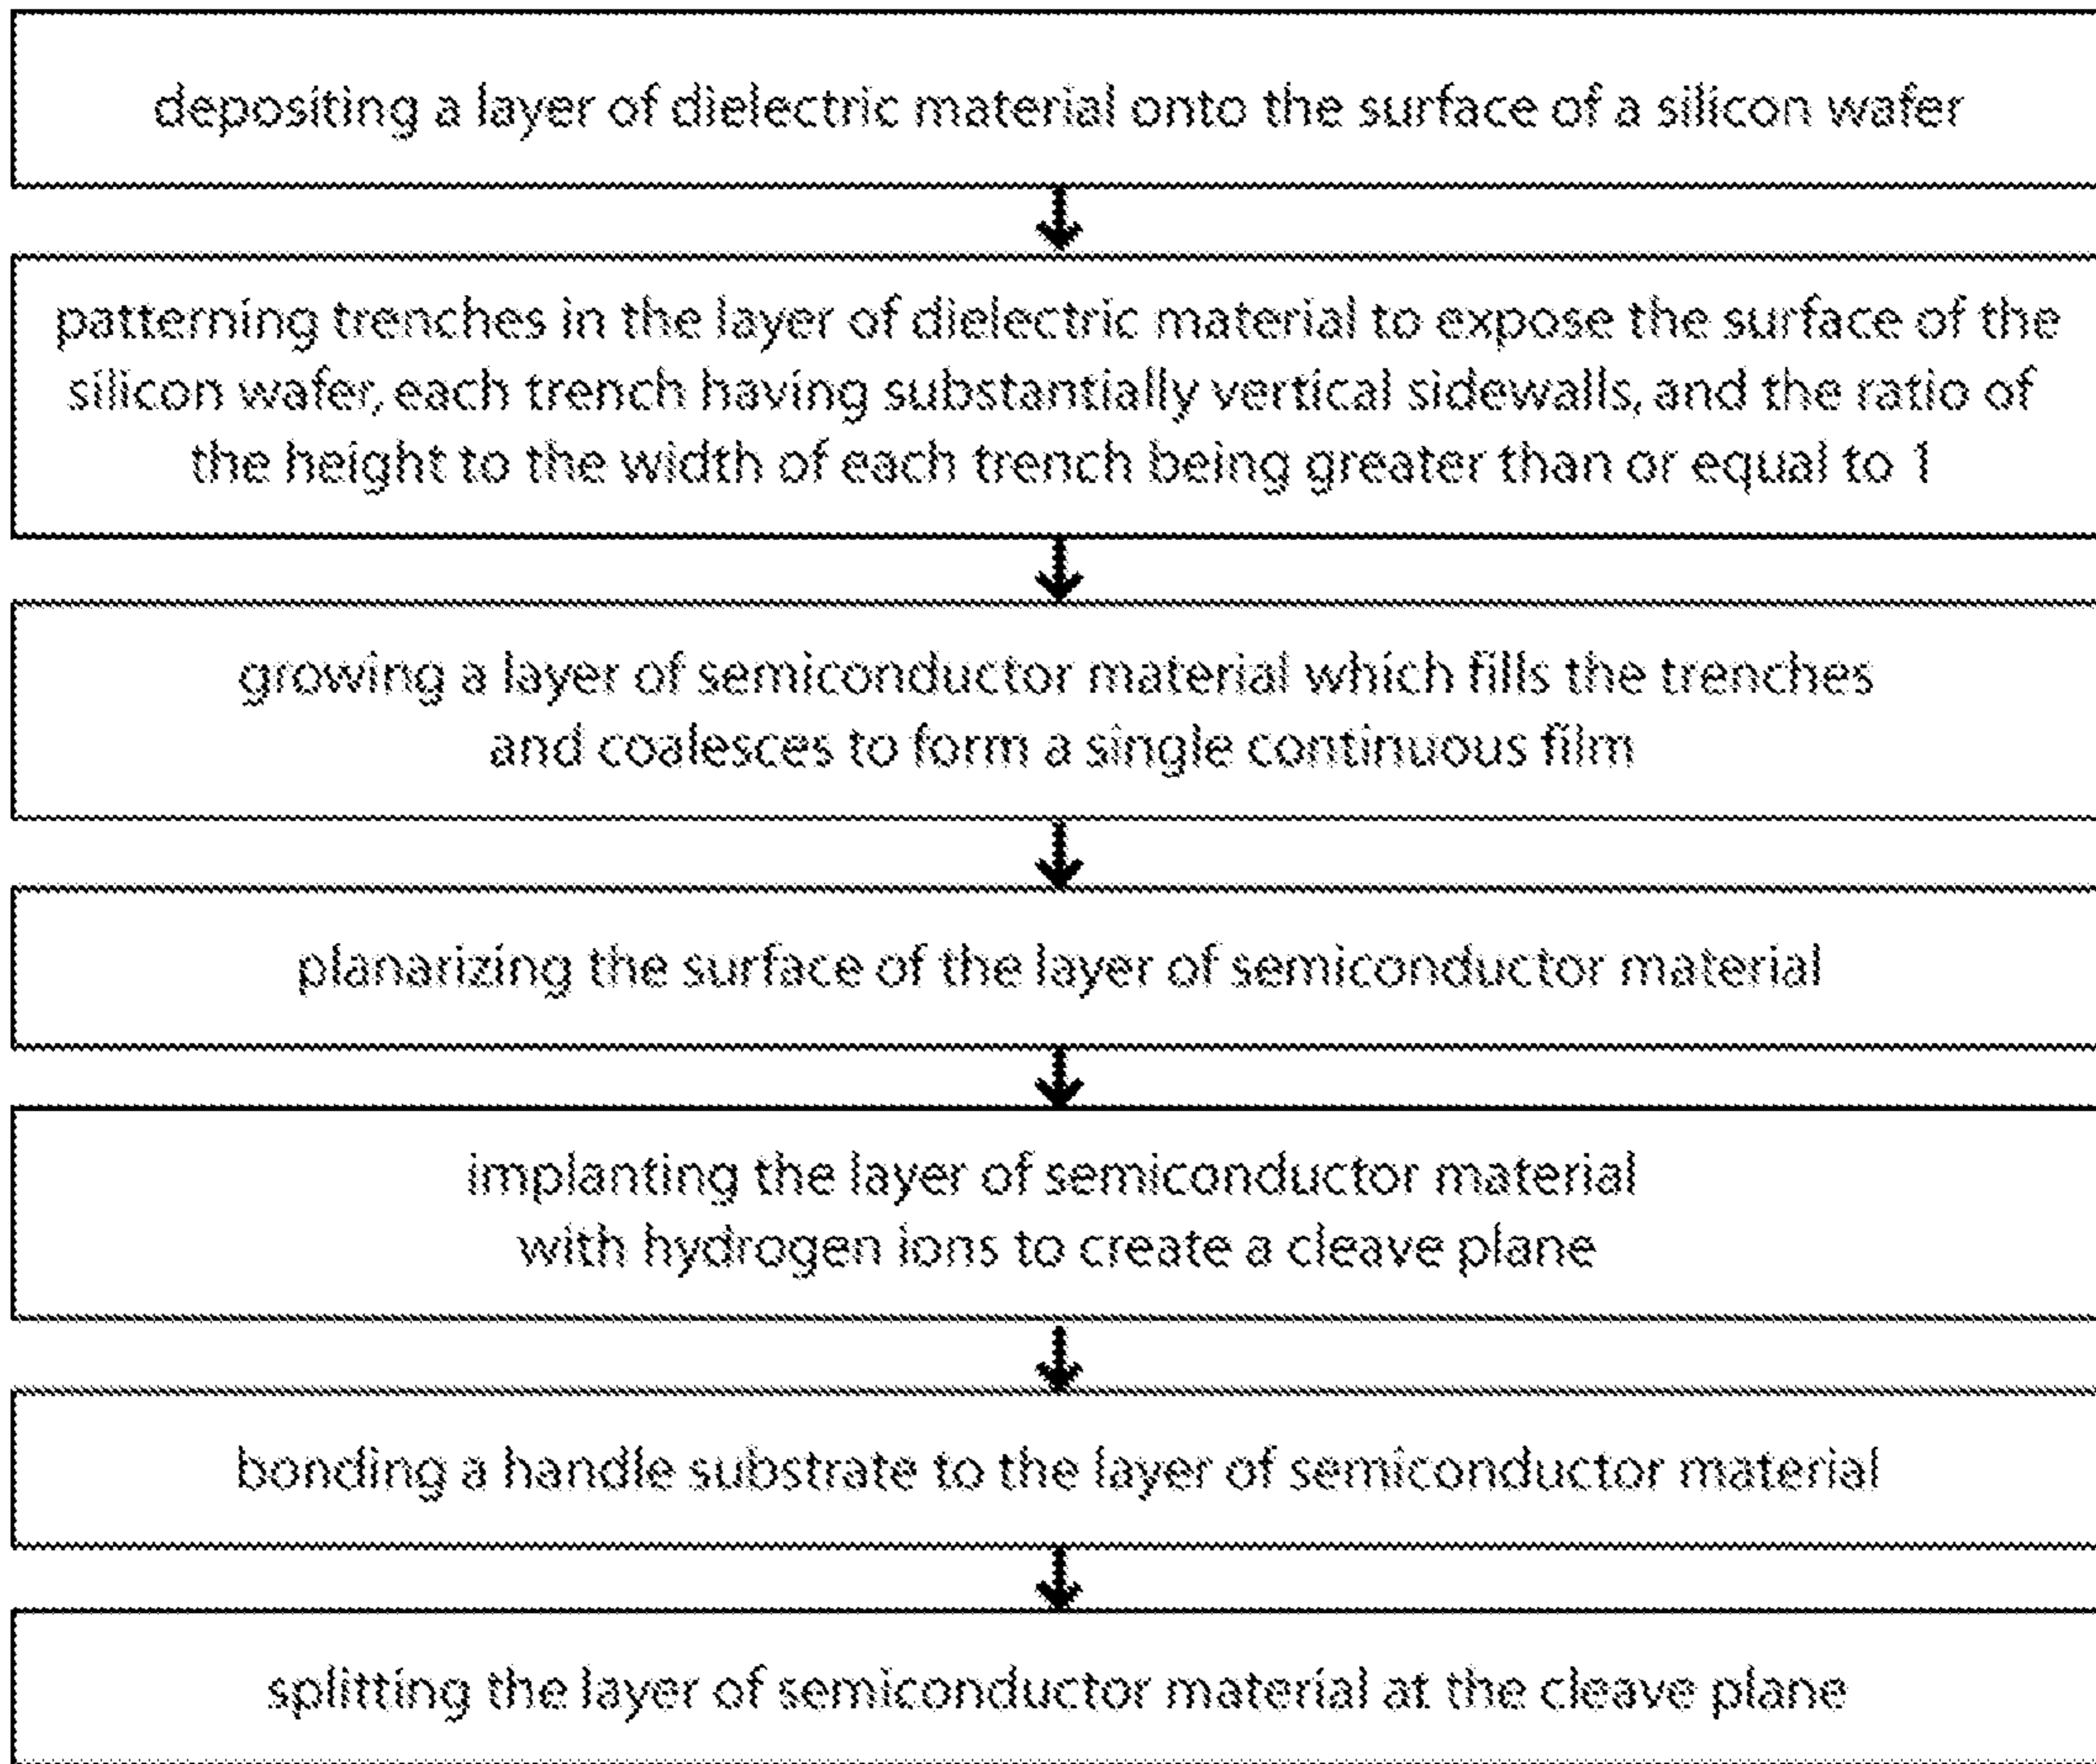 depositing a layer of dielectric material onto the surface of a silicon wafer
patterning trenches in the layer of dielectric material to expose the surface of the
silicon wafer, each trench having substantially vertical sidewalls, and the ratio of
the height to the width of each trench being greater than or equal to 1
growing a layer of semiconductor material which fills the trenches
and coalesces to form a single continuous film
planarizing the surface of the layer of semiconductor material
implanting the layer of semiconductor material
with hydrogen ions to create a cleave plane
bonding a handle substrate to the layer of semiconductor material
splitting the layer of semiconductor material at the cleave plane